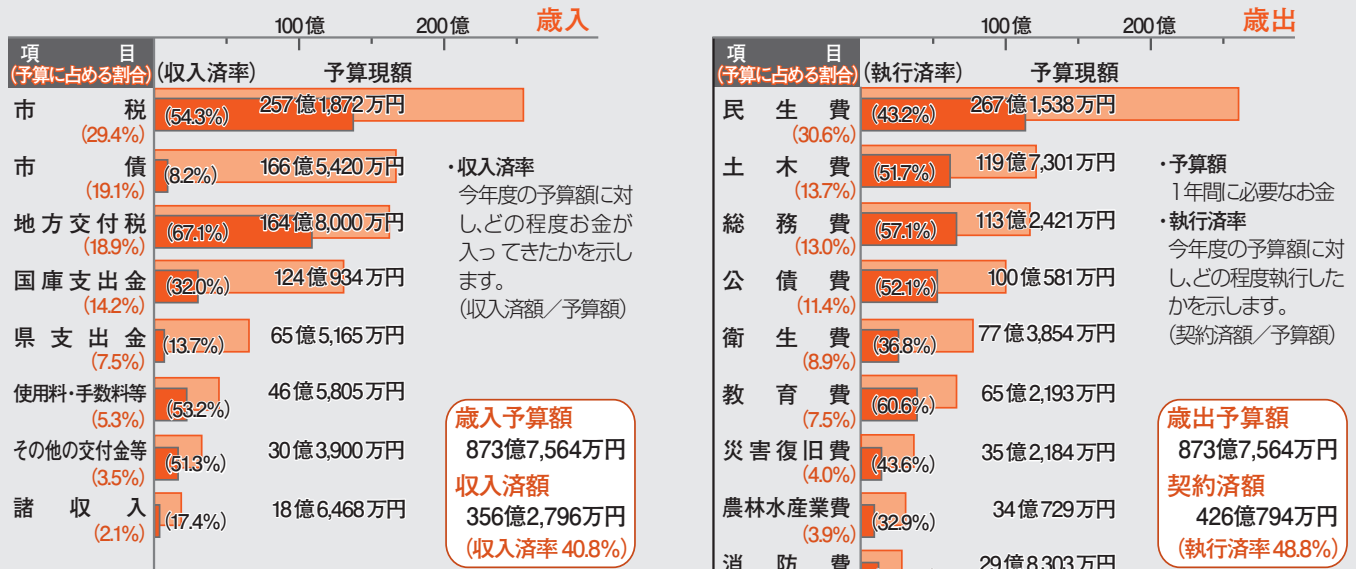 100億 200億 歳入
項目
(予算に占める割合) (収入済率) 予算現額
市税 (54.3%) 257億1,872万円
(29.4%)
市債 (8.2%) 166億5,420万円
(19.1%)
地方交付税 (67.1%) 164億8,000万円
(18.9%)
国庫支出金 (32.0%) 124億934万円
(14.2%)
県支出金 (13.7%) 65億5,165万円
(7.5%)
使用料・手数料等 (53.2%) 46億5,805万円
(5.3%)
その他の交付金等 (51.3%) 30億3,900万円
(3.5%)
諸収入 (17.4%) 18億6,468万円
(2.1%)
・収入済率
今年度の予算額に対
し、どの程度お金が
入ってきたかを示し
ます。
(収入済額／予算額)
歳入予算額
873億7,564万円
収入済額
356億2,796万円
(収入済率40.8%)
100億 200億 歳出
項目
(予算に占める割合) (執行済率) 予算現額
民生費 (43.2%) 267億1,538万円
(30.6%)
土木費 (51.7%) 119億7,301万円
(13.7%)
総務費 (57.1%) 113億2,421万円
(13.0%)
公債費 (52.1%) 100億581万円
(11.4%)
衛生費 (36.8%) 77億3,854万円
(8.9%)
教育費 (60.6%) 65億2,193万円
(7.5%)
災害復旧費 (43.6%) 35億2,184万円
(4.0%)
農林水産業費 (32.9%) 34億729万円
(3.9%)
消防費 29億8,303万円
・予算額
1年間に必要なお金
・執行済率
今年度の予算額に対
し、どの程度執行した
かを示します。
(契約済額／予算額)
歳出予算額
873億7,564万円
契約済額
426億794万円
(執行済率48.8%)